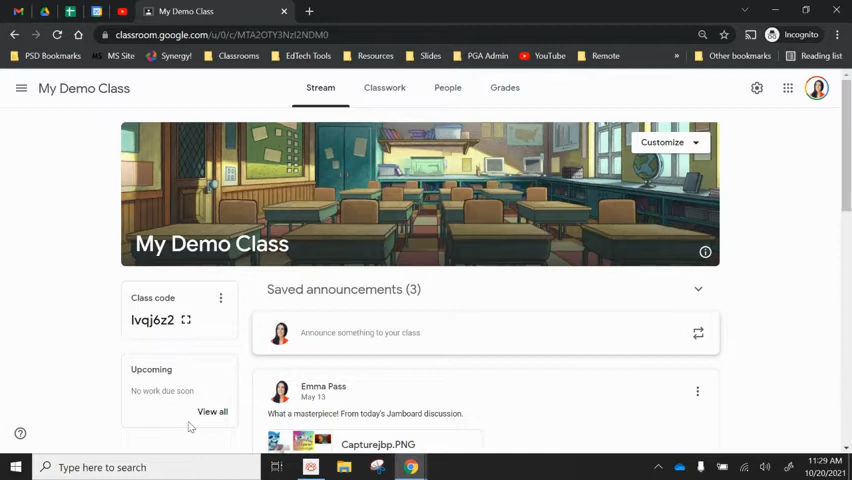 My Demo Class
classroom.google.com/u/0/c/MTA2OTY3NzI2NDM0
Incognito
PSD Bookmarks
MS Site
Synergy!
Classrooms
EdTech Tools
Resources
Slides
PGA Admin
YouTube
Remote
»
Other bookmarks
Reading list
My Demo Class
Stream
Classwork
People
Grades
Customize
My Demo Class
Class code
lvqj6z2
Saved announcements (3)
Announce something to your class
Upcoming
No work due soon
View all
Emma Pass
May 13
What a masterpiece! From today's Jamboard discussion.
Capturejbp.PNG
Type here to search
11:29 AM
10/20/2021